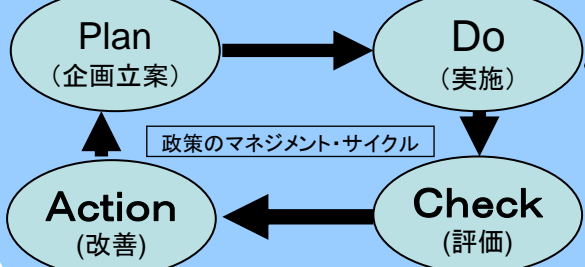 Plan
（企画立案）
Do
（実施）
政策のマネジメント・サイクル
Action
(改善)
Check
(評価)